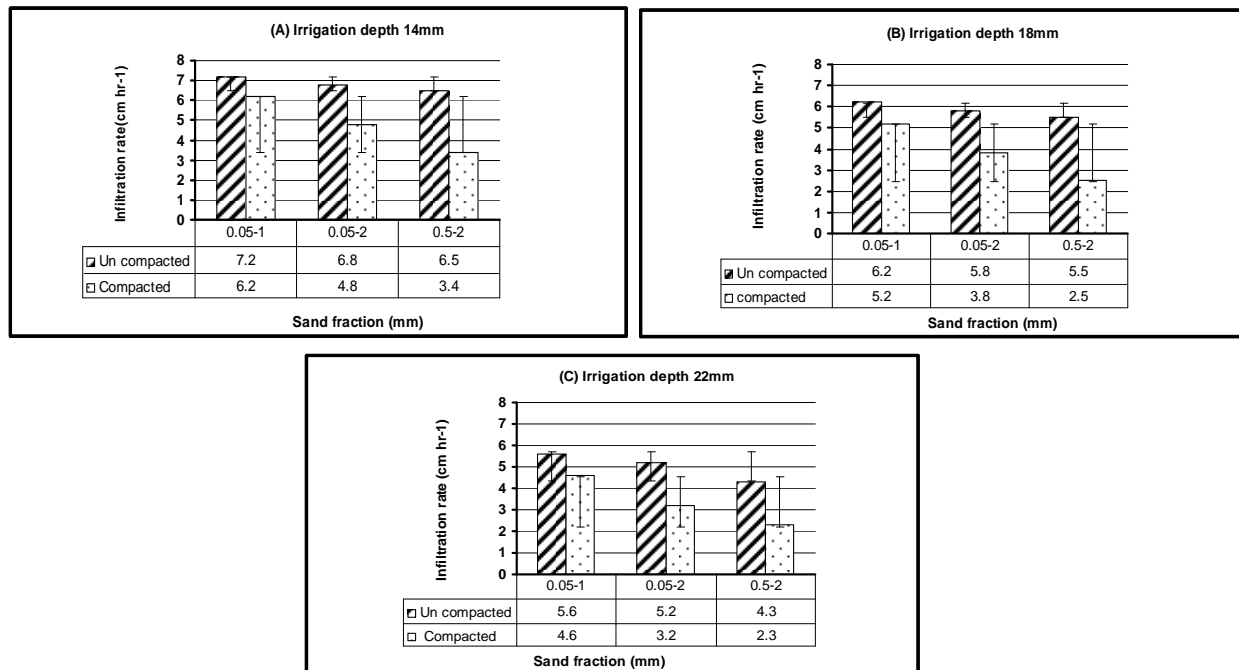 (A) Irrigation depth 14mm
Infiltration rate(cm hr-1)
8
7
6
5
4
3
2
1
0
0.05-1 0.05-2 0.5-2
Un compacted 7.2 6.8 6.5
Compacted 6.2 4.8 3.4
Sand fraction (mm)
(B) Irrigation depth 18mm
Infiltration rate (cm hr-1)
8
7
6
5
4
3
2
1
0
0.05-1 0.05-2 0.5-2
Un compacted 6.2 5.8 5.5
compacted 5.2 3.8 2.5
Sand fraction (mm)
(C) Irrigation depth 22mm
Infiltration rate (cm hr-1)
8
7
6
5
4
3
2
1
0
0.05-1 0.05-2 0.5-2
Un compacted 5.6 5.2 4.3
Compacted 4.6 3.2 2.3
Sand fraction (mm)